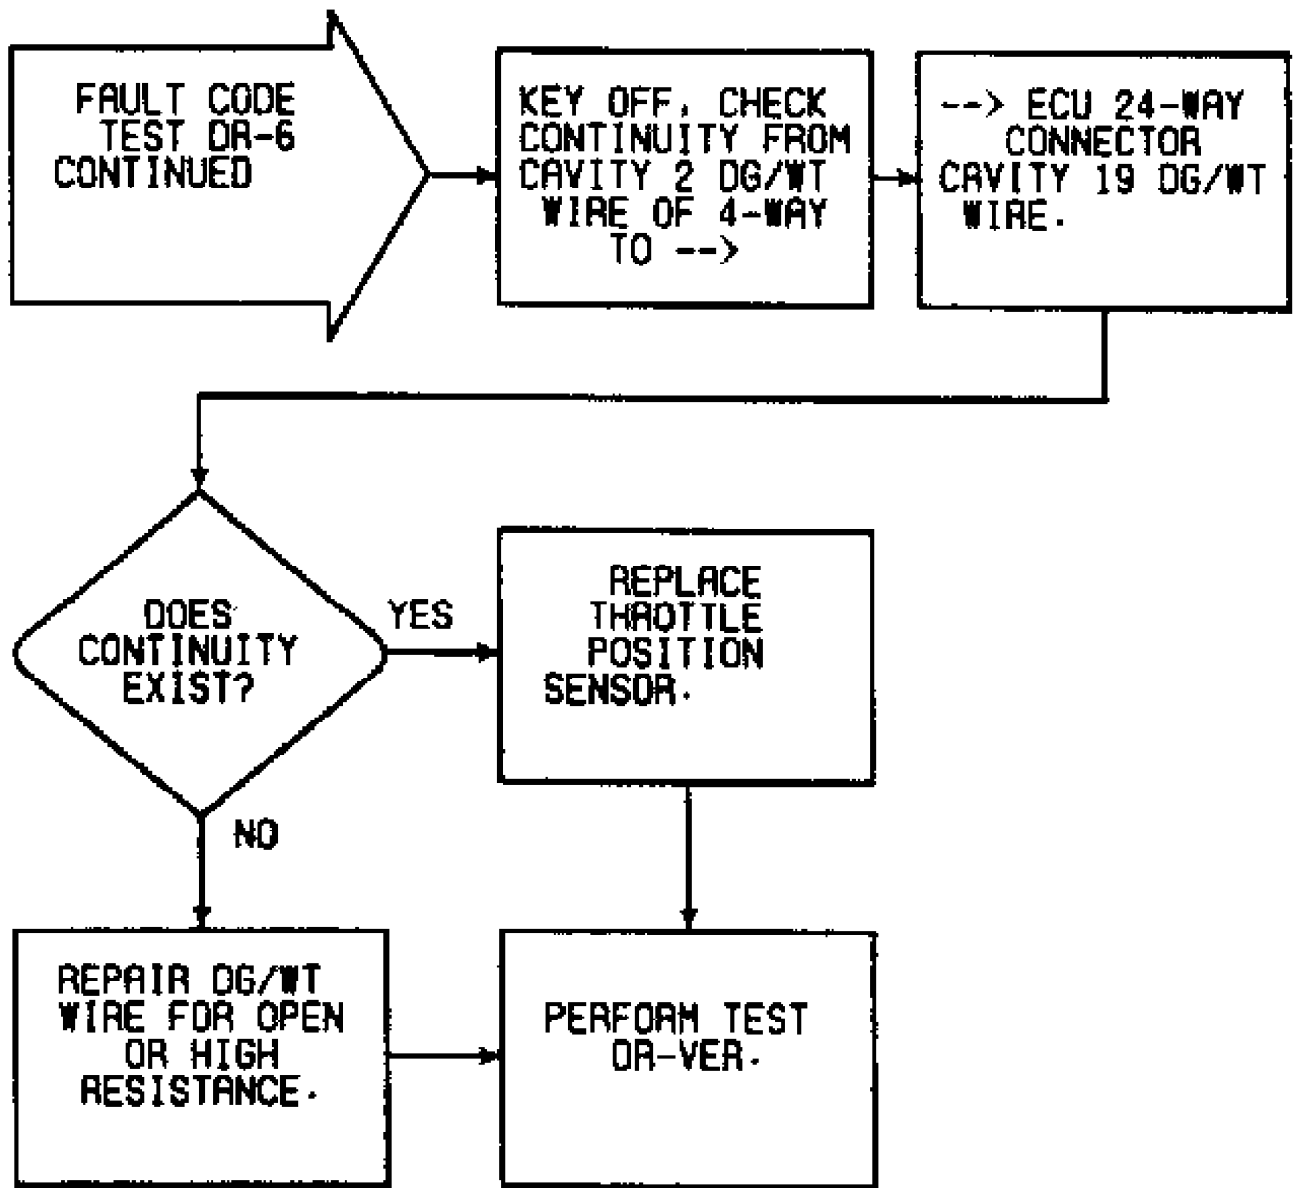 FAULT CODE
TEST DR-6
CONTINUED
KEY OFF, CHECK
CONTINUITY FROM
CAVITY 2 DG/WT
WIRE OF 4-WAY
TO -->
--> ECU 24-WAY
CONNECTOR
CAVITY 19 DG/WT
WIRE.
DOES
CONTINUITY
EXIST?
YES
REPLACE
THROTTLE
POSITION
SENSOR.
NO
REPAIR DG/WT
WIRE FOR OPEN
OR HIGH
RESISTANCE.
PERFORM TEST
DR-VER.